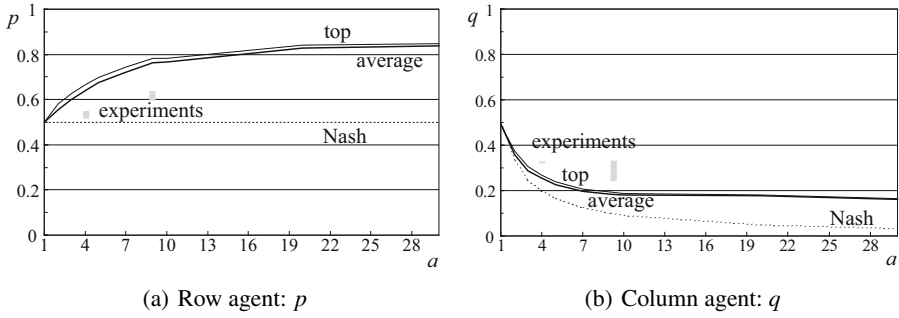 p
1
0.8
0.6
0.4
0.2
0
top
average
experiments
Nash
1 4 7 10 13 16 19 22 25 28
a
(a) Row agent: p
q
1
0.8
0.6
0.4
0.2
0
experiments
top
average
Nash
1 4 7 10 13 16 19 22 25 28
a
(b) Column agent: q